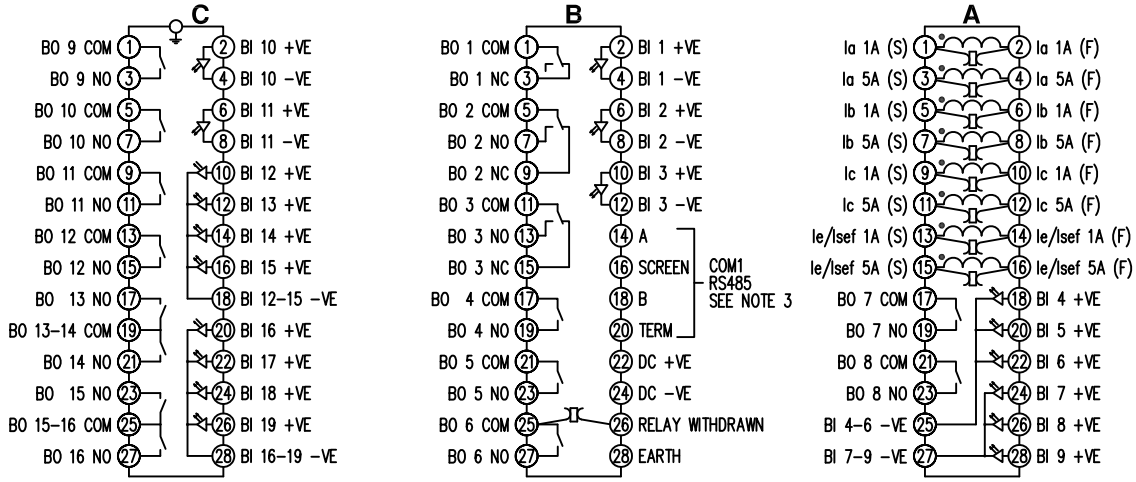 C
BO 9 COM 1 2 BI 10 +VE
BO 9 NO 3 4 BI 10 -VE
BO 10 COM 5 6 BI 11 +VE
BO 10 NO 7 8 BI 11 -VE
BO 11 COM 9 10 BI 12 +VE
BO 11 NO 11 12 BI 13 +VE
BO 12 COM 13 14 BI 14 +VE
BO 12 NO 15 16 BI 15 +VE
BO 13 NO 17 18 BI 12-15 -VE
BO 13-14 COM 19 20 BI 16 +VE
BO 14 NO 21 22 BI 17 +VE
BO 15 NO 23 24 BI 18 +VE
BO 15-16 COM 25 26 BI 19 +VE
BO 16 NO 27 28 BI 16-19 -VE
B
BO 1 COM 1 2 BI 1 +VE
BO 1 NC 3 4 BI 1 -VE
BO 2 COM 5 6 BI 2 +VE
BO 2 NO 7 8 BI 2 -VE
BO 2 NC 9 10 BI 3 +VE
BO 3 COM 11 12 BI 3 -VE
BO 3 NO 13 14 A
BO 3 NC 15 16 SCREEN
BO 4 COM 17 18 B
BO 4 NO 19 20 TERM
COM1
RS485
SEE NOTE 3
BO 5 COM 21 22 DC +VE
BO 5 NO 23 24 DC -VE
BO 6 COM 25 26 RELAY WITHDRAWN
BO 6 NO 27 28 EARTH
A
Ia 1A (S) 1 2 Ia 1A (F)
Ia 5A (S) 3 4 Ia 5A (F)
Ib 1A (S) 5 6 Ib 1A (F)
Ib 5A (S) 7 8 Ib 5A (F)
Ic 1A (S) 9 10 Ic 1A (F)
Ic 5A (S) 11 12 Ic 5A (F)
Ie/Isef 1A (S) 13 14 Ie/Isef 1A (F)
Ie/Isef 5A (S) 15 16 Ie/Isef 5A (F)
BO 7 COM 17 18 BI 4 +VE
BO 7 NO 19 20 BI 5 +VE
BO 8 COM 21 22 BI 6 +VE
BO 8 NO 23 24 BI 7 +VE
BI 4-6 -VE 25 26 BI 8 +VE
BI 7-9 -VE 27 28 BI 9 +VE